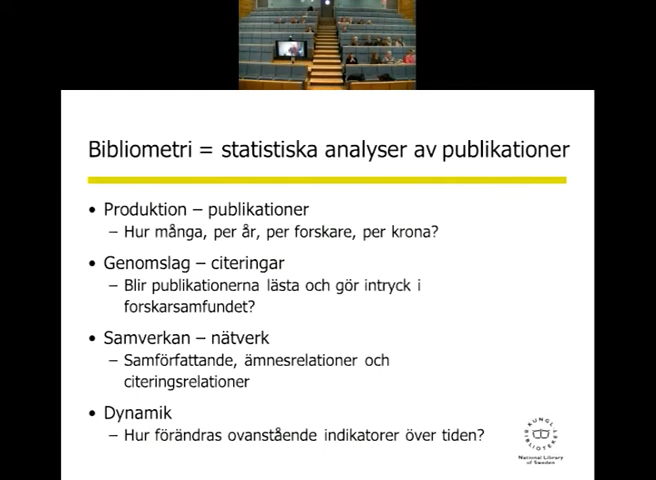 Bibliometri = statistiska analyser av publikationer
• Produktion – publikationer
– Hur många, per år, per forskare, per krona?
• Genomslag – citeringar
– Blir publikationerna lästa och gör intryck i
forskarsamfundet?
• Samverkan – nätverk
– Samförfattande, ämnesrelationer och
citeringsrelationer
• Dynamik
– Hur förändras ovanstående indikatorer över tiden?
KUNGL. BIBLIOTEKET
National Library
of Sweden